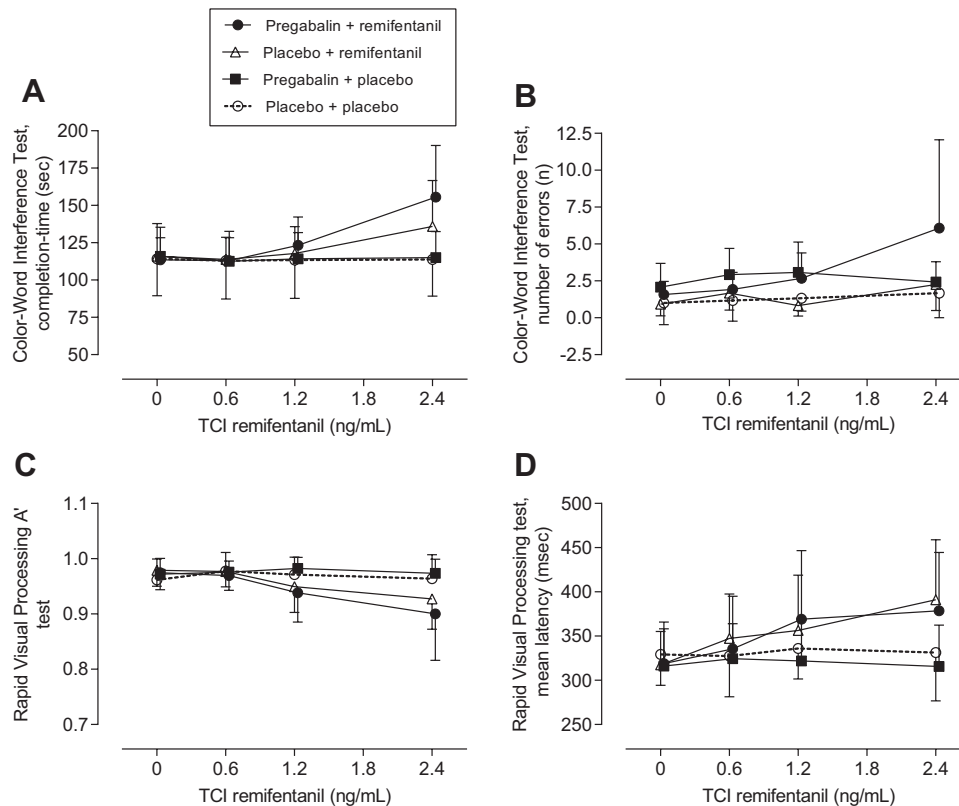 Pregabalin + remifentanil
Placebo + remifentanil
Pregabalin + placebo
Placebo + placebo
A
Color-Word Interference Test,
completion-time (sec)
200
175
150
125
100
75
50
0
0.6
1.2
1.8
2.4
TCI remifentanil (ng/mL)
B
Color-Word Interference Test,
number of errors (n)
12.5
10.0
7.5
5.0
2.5
0.0
-2.5
0
0.6
1.2
1.8
2.4
TCI remifentanil (ng/mL)
C
Rapid Visual Processing A'
test
1.1
1.0
0.9
0.8
0.7
0
0.6
1.2
1.8
2.4
TCI remifentanil (ng/mL)
D
Rapid Visual Processing test,
mean latency (msec)
500
450
400
350
300
250
0
0.6
1.2
1.8
2.4
TCI remifentanil (ng/mL)